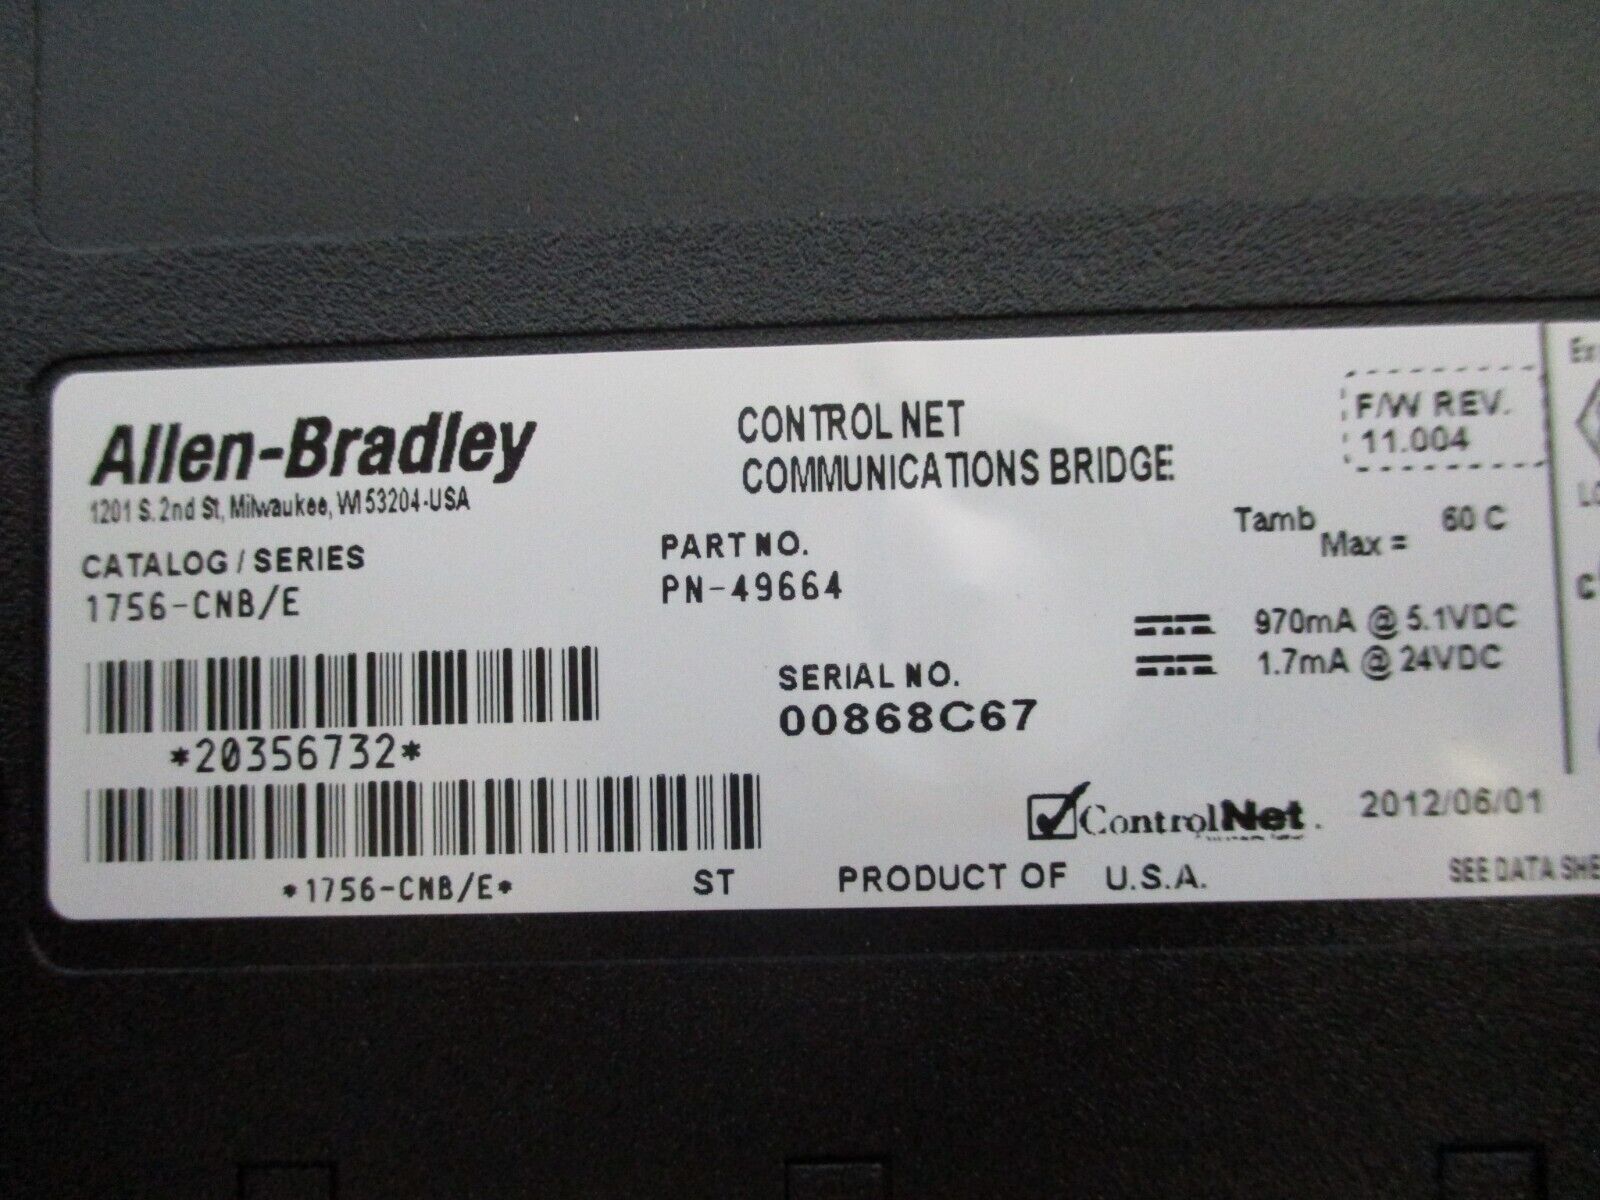 Allen-Bradley
1201 S. 2nd St, Milwaukee, WI 53204-USA
CATALOG / SERIES
1756-CNB/E
*20356732*
*1756-CNB/E*
ST
CONTROL NET
COMMUNICATIONS BRIDGE
PART NO.
PN-49664
SERIAL NO.
00868C67
ControlNet
PRODUCT OF U.S.A.
F/W REV.
11.004
Tamb
Max = 60 C
970mA @ 5.1VDC
1.7mA @ 24VDC
2012/06/01
SEE DATA